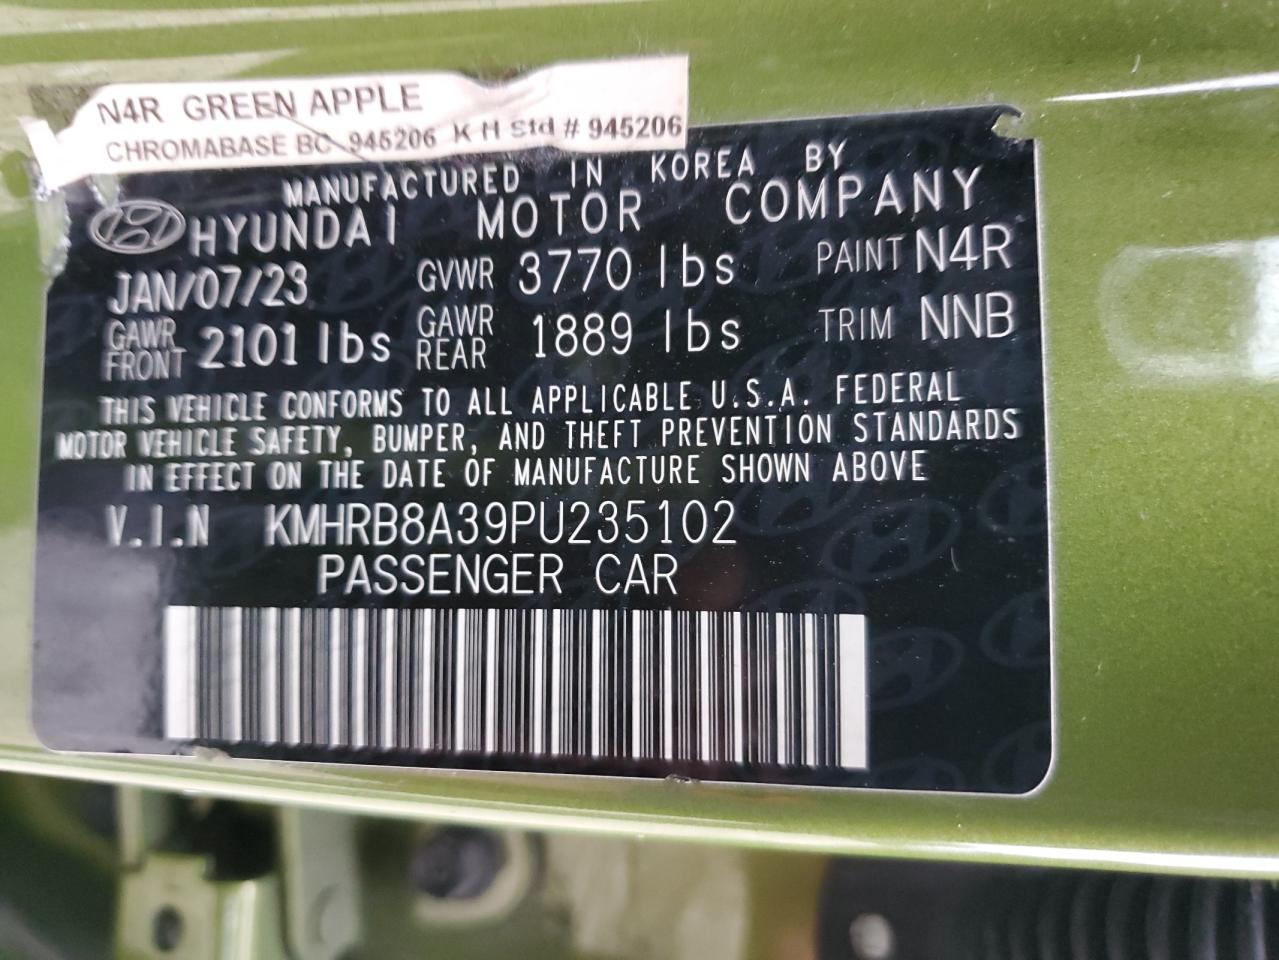 N4R GREEN APPLE
CHROMABASE BC 945206 K H Std # 945206
MANUFACTURED IN KOREA BY
HYUNDAI MOTOR COMPANY
JAN/07/23 GVWR 3770 lbs PAINT N4R
GAWR FRONT 2101 lbs GAWR REAR 1889 lbs TRIM NNB
THIS VEHICLE CONFORMS TO ALL APPLICABLE U.S.A. FEDERAL
MOTOR VEHICLE SAFETY, BUMPER, AND THEFT PREVENTION STANDARDS
IN EFFECT ON THE DATE OF MANUFACTURE SHOWN ABOVE
V.I.N KMHRB8A39PU235102
PASSENGER CAR